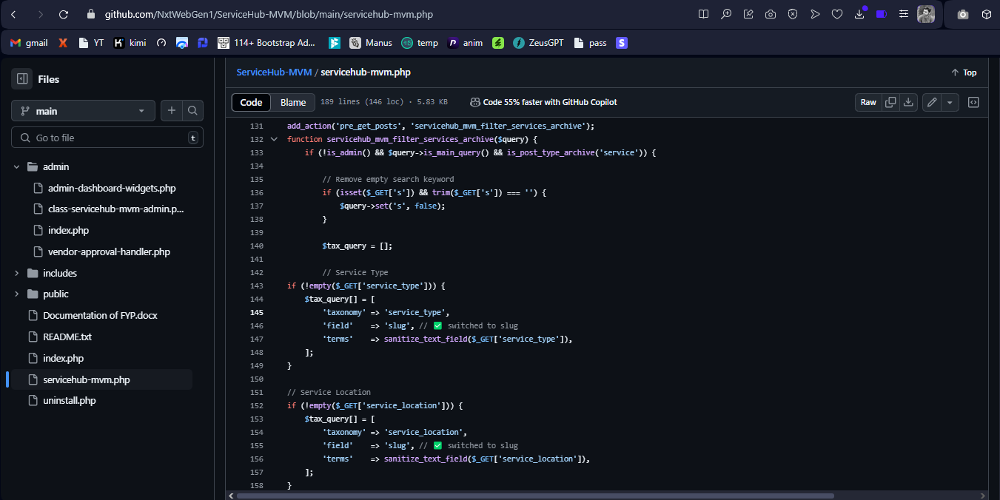 github.com/NxtWebGen1/ServiceHub-MVM/blob/main/servicehub-mvm.php
gmail YT kimi 114+ Bootstrap Ad... Manus temp anim ZeusGPT pass S
Files
main
Go to file t
admin
admin-dashboard-widgets.php
class-servicehub-mvm-admin.p...
index.php
vendor-approval-handler.php
includes
public
Documentation of FYP.docx
README.txt
index.php
servicehub-mvm.php
uninstall.php
ServiceHub-MVM / servicehub-mvm.php
Top
Code Blame 189 lines (146 loc) · 5.83 KB Code 55% faster with GitHub Copilot Raw
131 add_action('pre_get_posts', 'servicehub_mvm_filter_services_archive');
132 function servicehub_mvm_filter_services_archive($query) {
133 if (!is_admin() && $query->is_main_query() && is_post_type_archive('service')) {
134
135 // Remove empty search keyword
136 if (isset($_GET['s']) && trim($_GET['s']) === '') {
137 $query->set('s', false);
138 }
139
140 $tax_query = [];
141
142 // Service Type
143 if (!empty($_GET['service_type'])) {
144 $tax_query[] = [
145 'taxonomy' => 'service_type',
146 'field' => 'slug', // ✅ switched to slug
147 'terms' => sanitize_text_field($_GET['service_type']),
148 ];
149 }
150
151 // Service Location
152 if (!empty($_GET['service_location'])) {
153 $tax_query[] = [
154 'taxonomy' => 'service_location',
155 'field' => 'slug', // ✅ switched to slug
156 'terms' => sanitize_text_field($_GET['service_location']),
157 ];
158 }